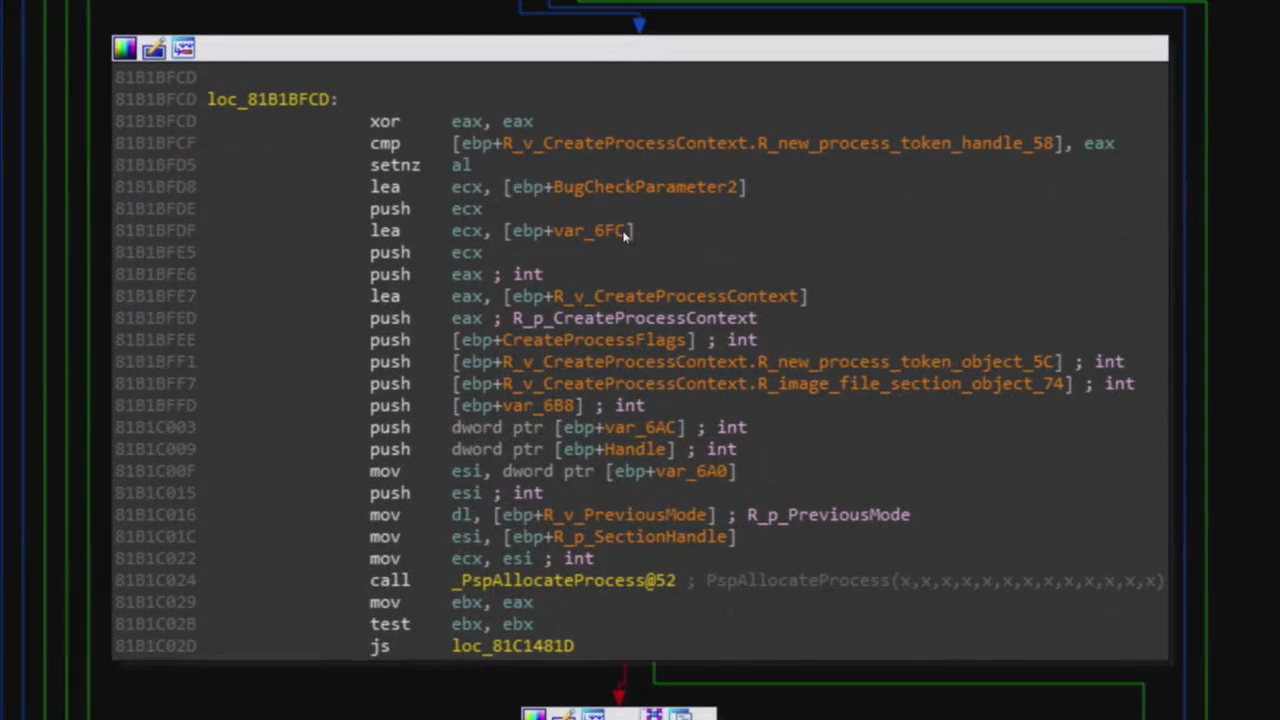 81B1BFCD
81B1BFCD loc_81B1BFCD:
81B1BFCD xor eax, eax
81B1BFCF cmp [ebp+R_v_CreateProcessContext.R_new_process_token_handle_58], eax
81B1BFD5 setnz al
81B1BFD8 lea ecx, [ebp+BugCheckParameter2]
81B1BFDE push ecx
81B1BFDF lea ecx, [ebp+var_6FC]
81B1BFE5 push ecx
81B1BFE6 push eax ; int
81B1BFE7 lea eax, [ebp+R_v_CreateProcessContext]
81B1BFED push eax ; R_p_CreateProcessContext
81B1BFEE push [ebp+CreateProcessFlags] ; int
81B1BFF1 push [ebp+R_v_CreateProcessContext.R_new_process_token_object_5C] ; int
81B1BFF7 push [ebp+R_v_CreateProcessContext.R_image_file_section_object_74] ; int
81B1BFFD push [ebp+var_6B8] ; int
81B1C003 push dword ptr [ebp+var_6AC] ; int
81B1C009 push dword ptr [ebp+Handle] ; int
81B1C00F mov esi, dword ptr [ebp+var_6A0]
81B1C015 push esi ; int
81B1C016 mov dl, [ebp+R_v_PreviousMode] ; R_p_PreviousMode
81B1C01C mov esi, [ebp+R_p_SectionHandle]
81B1C022 mov ecx, esi ; int
81B1C024 call _PspAllocateProcess@52 ; PspAllocateProcess(x,x,x,x,x,x,x,x,x,x,x,x,x)
81B1C029 mov ebx, eax
81B1C02B test ebx, ebx
81B1C02D js loc_81C1481D